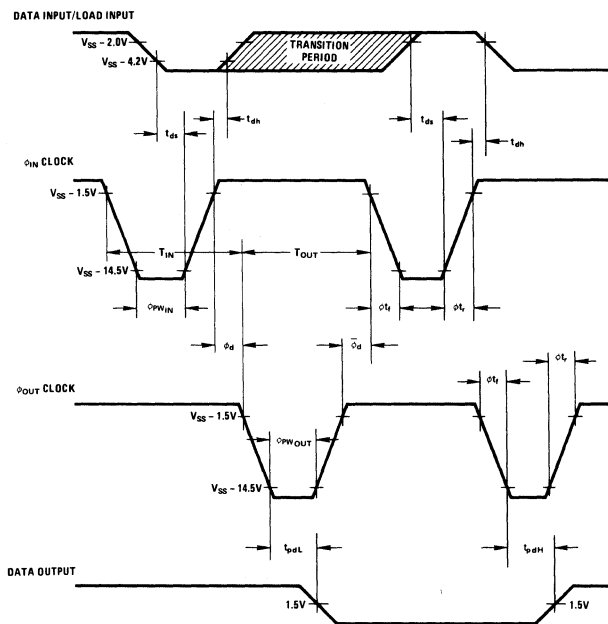 DATA INPUT/LOAD INPUT
VSS – 2.0V
VSS – 4.2V
TRANSITION
PERIOD
tds
tdh
tds
tdh
ϕIN CLOCK
VSS – 1.5V
TIN
TOUT
VSS – 14.5V
ϕPWIN
ϕtf
ϕtr
ϕd
ϕ̅d
ϕtf
ϕtr
ϕOUT CLOCK
VSS – 1.5V
ϕPWOUT
VSS – 14.5V
tpdL
tpdH
DATA OUTPUT
1.5V
1.5V